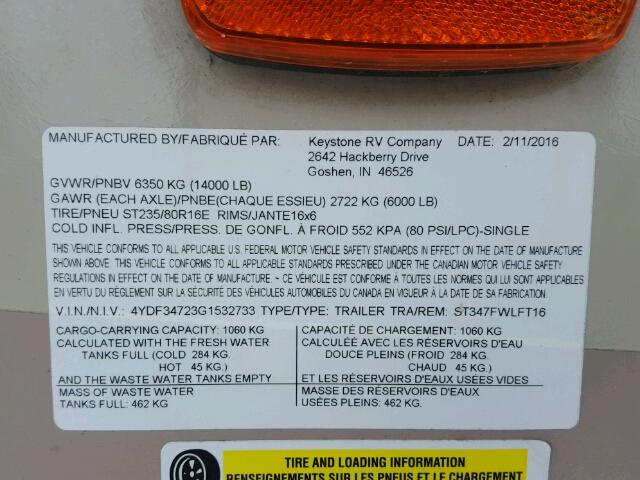 MANUFACTURED BY/FABRIQUÉ PAR: Keystone RV Company DATE: 2/11/2016
2642 Hackberry Drive
Goshen, IN 46526
GVWR/PNBV 6350 KG (14000 LB)
GAWR (EACH AXLE)/PNBE(CHAQUE ESSIEU) 2722 KG (6000 LB)
TIRE/PNEU ST235/80R16E RIMS/JANTE16x6
COLD INFL. PRESS/PRESS. DE GONFL. À FROID 552 KPA (80 PSI/LPC)-SINGLE
THIS VEHICLE CONFORMS TO ALL APPLICABLE U.S. FEDERAL MOTOR VEHICLE SAFETY STANDARDS IN EFFECT ON THE DATE OF MANUFACTURE
SHOWN ABOVE. THIS VEHICLE CONFORMS TO ALL APPLICABLE STANDARDS PRESCRIBED UNDER THE CANADIAN MOTOR VEHICLE SAFETY
REGULATIONS IN EFFECT ON THE DATE OF MANUFACTURE. - CE VÉHICULE EST CONFORME À TOUTES LES NORMES QUI LUI SONT APPLICABLES
EN VERTU DU RÈGLEMENT SUR LA SÉCURITÉ DES VÉHICULES AUTOMOBILES DU CANADA EN VIGUEUR À LA DATE DE SA FABRICATION.
V.I.N./N.I.V.: 4YDF34723G1532733 TYPE/TYPE: TRAILER TRA/REM: ST347FWLFT16
CARGO-CARRYING CAPACITY: 1060 KG
CALCULATED WITH THE FRESH WATER
TANKS FULL (COLD 284 KG.
HOT 45 KG.)
AND THE WASTE WATER TANKS EMPTY
MASS OF WASTE WATER
TANKS FULL: 462 KG
CAPACITÉ DE CHARGEMENT: 1060 KG
CALCULÉE AVEC LES RÉSERVOIRS D'EAU
DOUCE PLEINS (FROID 284 KG.
CHAUD 45 KG.)
ET LES RÉSERVOIRS D'EAUX USÉES VIDES
MASSE DES RÉSERVOIRS D'EAUX
USÉES PLEINS: 462 KG.
TIRE AND LOADING INFORMATION
RENSEIGNEMENTS SUR LES PNEUS ET LE CHARGEMENT